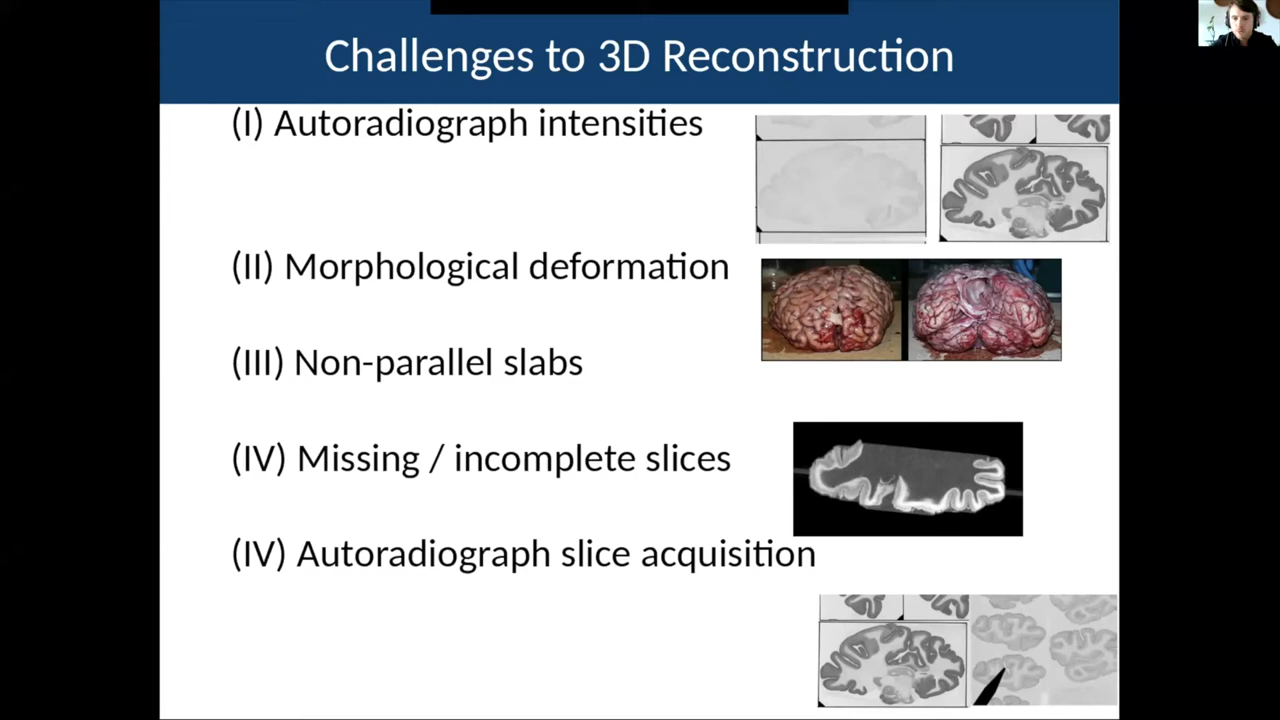 Challenges to 3D Reconstruction
(I) Autoradiograph intensities
(II) Morphological deformation
(III) Non-parallel slabs
(IV) Missing / incomplete slices
(IV) Autoradiograph slice acquisition